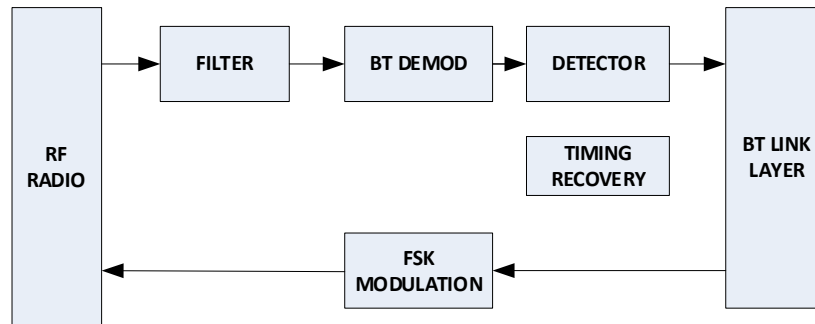 FILTER
BT DEMOD
DETECTOR
RF
RADIO
TIMING
RECOVERY
BT LINK
LAYER
FSK
MODULATION